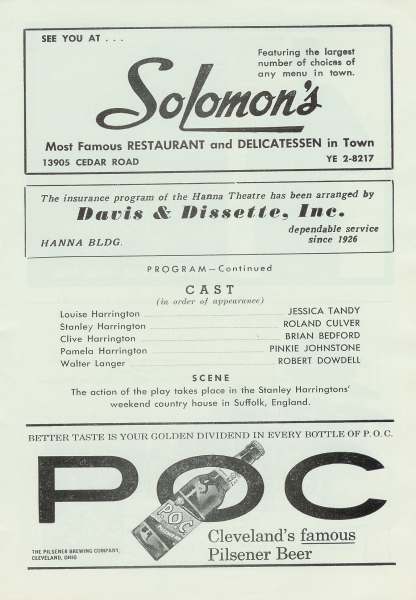 SEE YOU AT . . .
Featuring the largest
number of choices of
any menu in town.
Solomon's
Most Famous RESTAURANT and DELICATESSEN in Town
13905 CEDAR ROAD YE 2-8217
The insurance program of the Hanna Theatre has been arranged by
Davis & Dissette, Inc.
dependable service
HANNA BLDG. since 1926
PROGRAM—Continued
CAST
(in order of appearance)
Louise Harrington JESSICA TANDY
Stanley Harrington ROLAND CULVER
Clive Harrington BRIAN BEDFORD
Pamela Harrington PINKIE JOHNSTONE
Walter Langer ROBERT DOWDELL
SCENE
The action of the play takes place in the Stanley Harringtons'
weekend country house in Suffolk, England.
BETTER TASTE IS YOUR GOLDEN DIVIDEND IN EVERY BOTTLE OF P. O. C.
POC
P.O.C.
Cleveland's famous
Pilsener Beer
THE PILSENER BREWING COMPANY,
CLEVELAND, OHIO